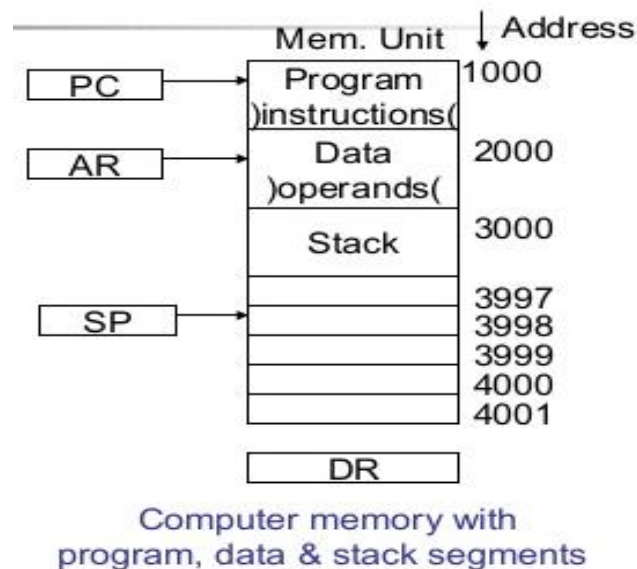 Address
Mem. Unit
PC
Program
)instructions(
1000
AR
Data
)operands(
2000
Stack
3000
SP
3997
3998
3999
4000
4001
DR
Computer memory with
program, data & stack segments